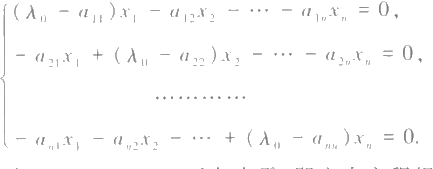 (λ₀ − a₁₁)x₁ − a₁₂x₂ − ⋯ − a₁ₙxₙ = 0,
− a₂₁x₁ + (λ₀ − a₂₂)x₂ − ⋯ − a₂ₙxₙ = 0,
…………
− aₙ₁x₁ − aₙ₂x₂ − ⋯ + (λ₀ − aₙₙ)xₙ = 0.